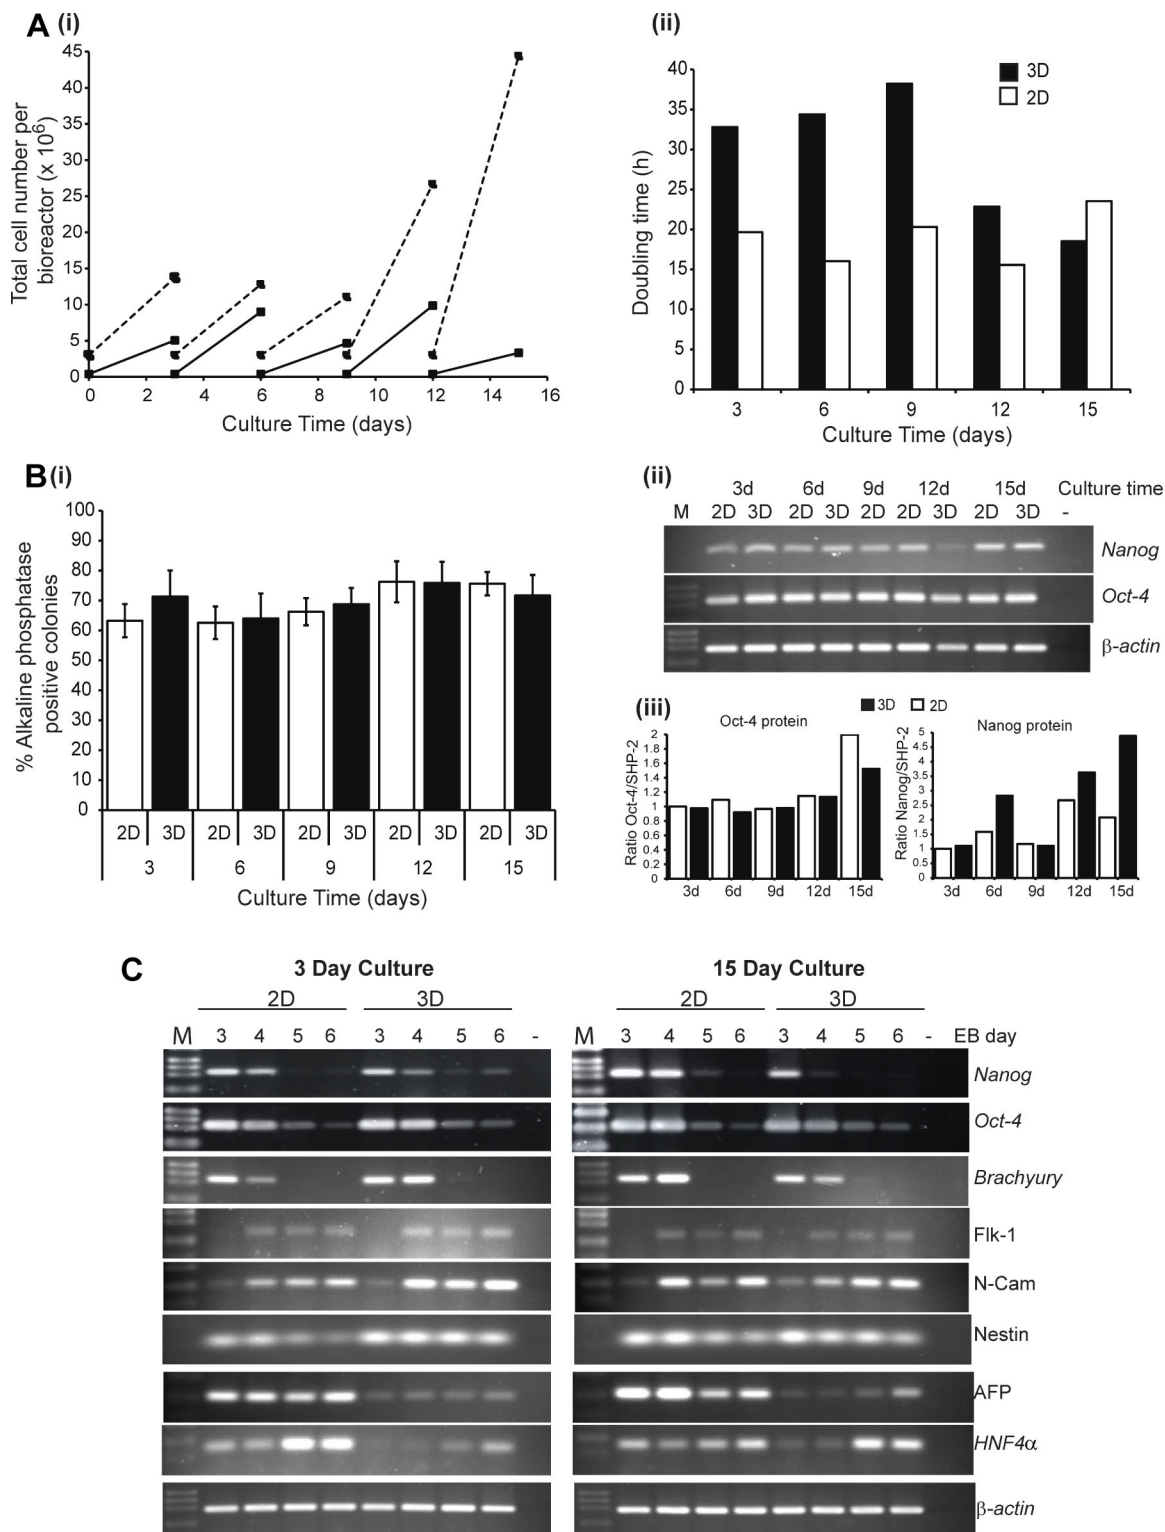 A (i)
Total cell number per
bioreactor (x 10⁶)
45
40
35
30
25
20
15
10
5
0
0 2 4 6 8 10 12 14 16
Culture Time (days)
(ii)
3D
2D
Doubling time (h)
40
35
30
25
20
15
10
5
0
3 6 9 12 15
Culture Time (days)
B (i)
% Alkaline phosphatase
positive colonies
100
90
80
70
60
50
40
30
20
10
0
2D 3D 2D 3D 2D 3D 2D 3D 2D 3D
3 6 9 12 15
Culture Time (days)
(ii)
3d 6d 9d 12d 15d Culture time
M 2D 3D 2D 3D 2D 2D 3D 2D 3D -
Nanog
Oct-4
β-actin
(iii)
3D 2D
Oct-4 protein
Ratio Oct-4/SHP-2
2
1.8
1.6
1.4
1.2
1.0
0.8
0.6
0.4
0.2
0
3d 6d 9d 12d 15d
Nanog protein
Ratio Nanog/SHP-2
5
4.5
4
3.5
3
2.5
2
1.5
1
0.5
0
3d 6d 9d 12d 15d
C
3 Day Culture 15 Day Culture
2D 3D 2D 3D
M 3 4 5 6 3 4 5 6 - M 3 4 5 6 3 4 5 6 - EB day
Nanog
Oct-4
Brachyury
Flk-1
N-Cam
Nestin
AFP
HNF4α
β-actin